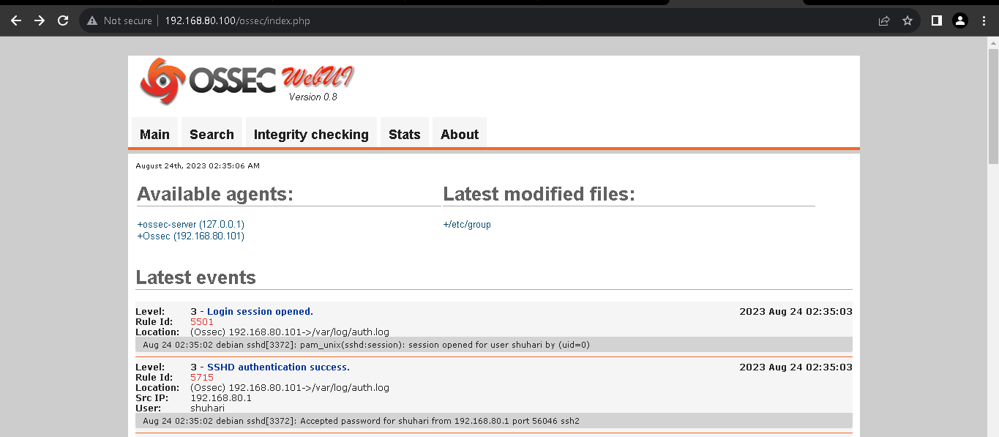 Not secure 192.168.80.100/ossec/index.php
OSSEC WebUI
Version 0.8
Main Search Integrity checking Stats About
August 24th, 2023 02:35:06 AM
Available agents: Latest modified files:
+ossec-server (127.0.0.1) +/etc/group
+Ossec (192.168.80.101)
Latest events
Level: 3 - Login session opened. 2023 Aug 24 02:35:03
Rule Id: 5501
Location: (Ossec) 192.168.80.101->/var/log/auth.log
Aug 24 02:35:02 debian sshd[3372]: pam_unix(sshd:session): session opened for user shuhari by (uid=0)
Level: 3 - SSHD authentication success. 2023 Aug 24 02:35:03
Rule Id: 5715
Location: (Ossec) 192.168.80.101->/var/log/auth.log
Src IP: 192.168.80.1
User: shuhari
Aug 24 02:35:02 debian sshd[3372]: Accepted password for shuhari from 192.168.80.1 port 56046 ssh2